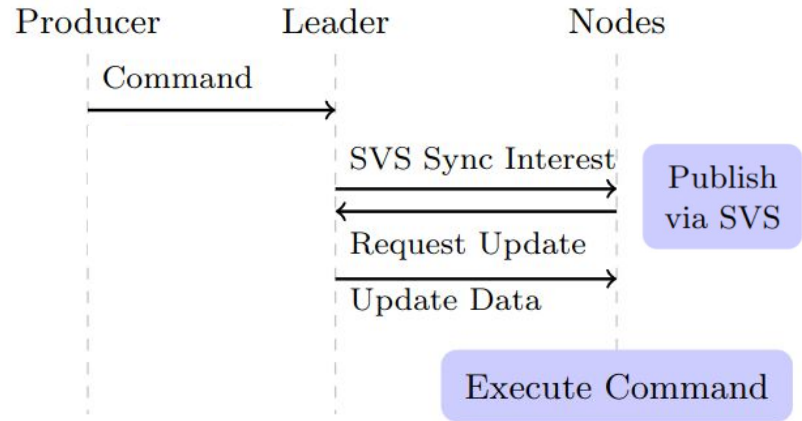 Producer
Leader
Nodes
Command
SVS Sync Interest
Publish
via SVS
Request Update
Update Data
Execute Command